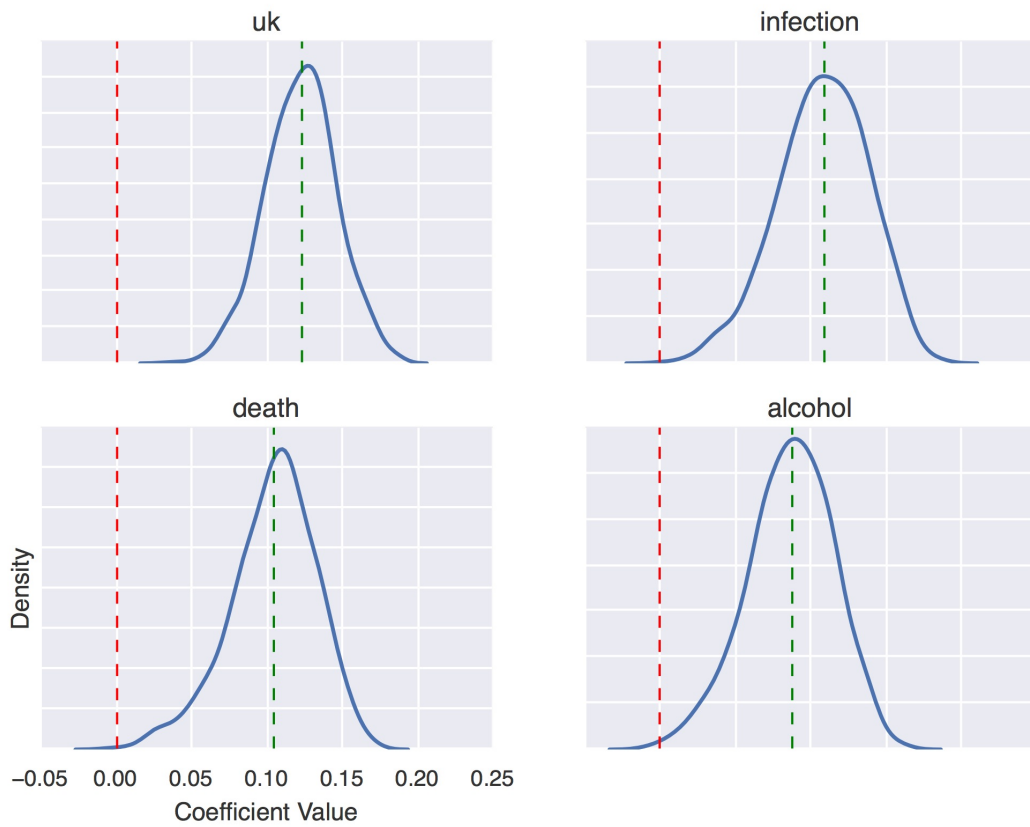 uk
infection
death
alcohol
Density
−0.05 0.00 0.05 0.10 0.15 0.20 0.25
Coefficient Value